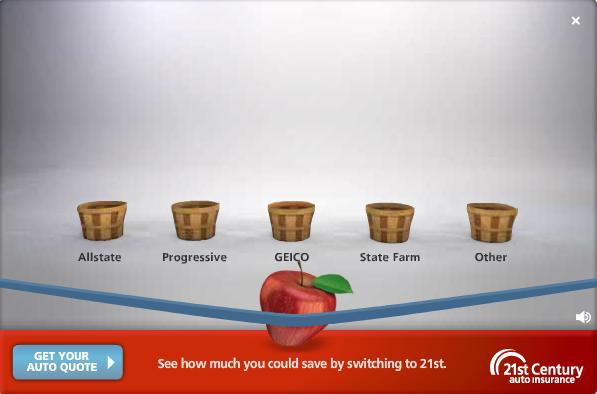 Allstate
Progressive
GEICO
State Farm
Other
GET YOUR
AUTO QUOTE
See how much you could save by switching to 21st.
21st Century
auto insurance